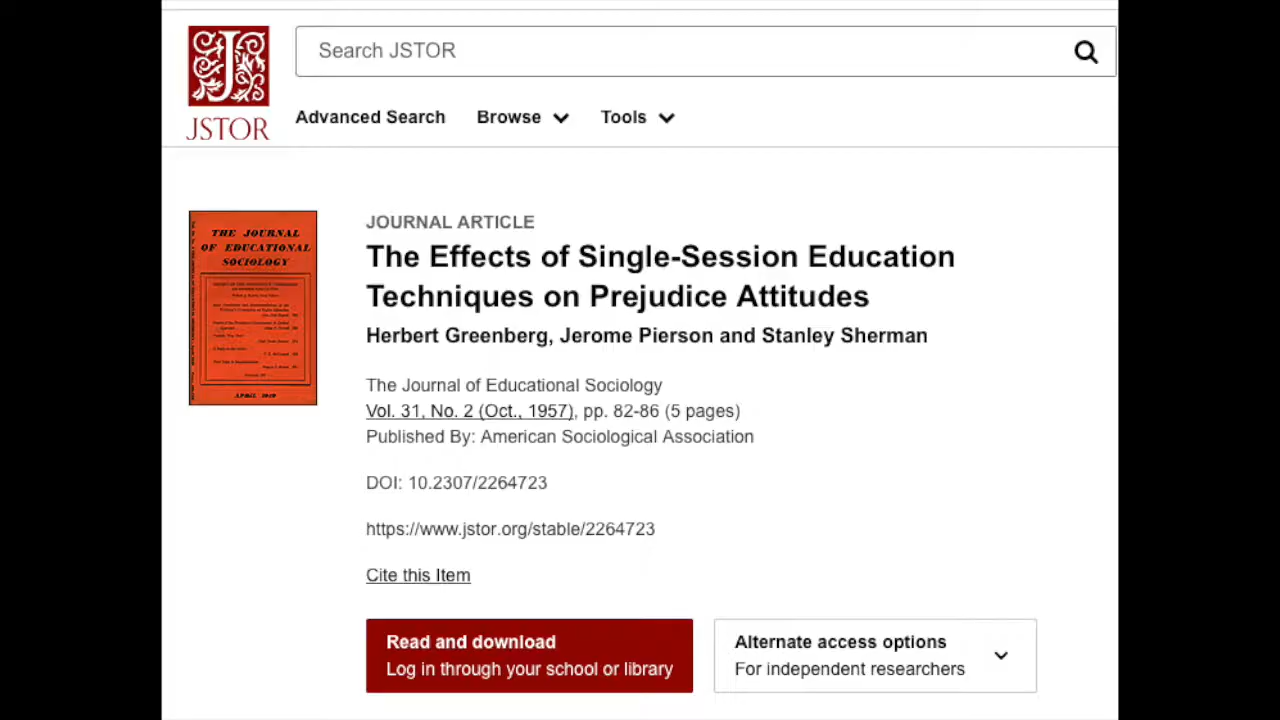 Search JSTOR
JSTOR
Advanced Search Browse Tools
JOURNAL ARTICLE
The Effects of Single-Session Education
Techniques on Prejudice Attitudes
Herbert Greenberg, Jerome Pierson and Stanley Sherman
The Journal of Educational Sociology
Vol. 31, No. 2 (Oct., 1957), pp. 82-86 (5 pages)
Published By: American Sociological Association
DOI: 10.2307/2264723
https://www.jstor.org/stable/2264723
Cite this Item
Read and download
Log in through your school or library
Alternate access options
For independent researchers
THE JOURNAL
OF EDUCATIONAL
SOCIOLOGY